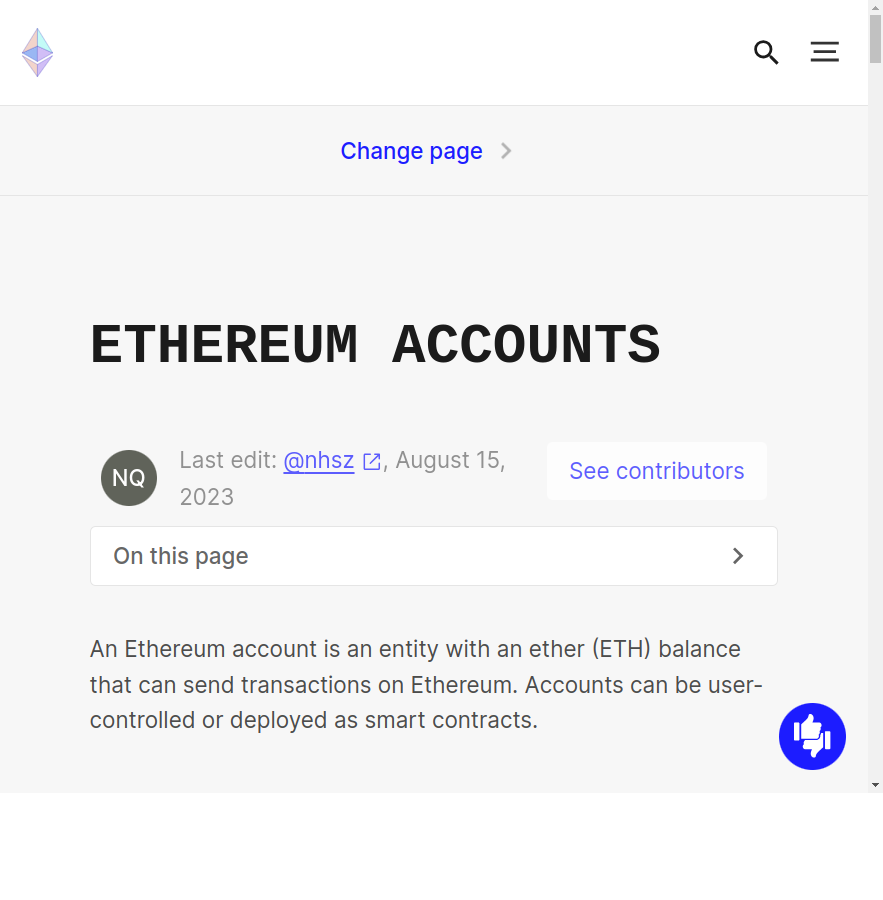 Change page
ETHEREUM ACCOUNTS
NQ
Last edit: @nhsz, August 15,
2023
See contributors
On this page
An Ethereum account is an entity with an ether (ETH) balance
that can send transactions on Ethereum. Accounts can be user-
controlled or deployed as smart contracts.